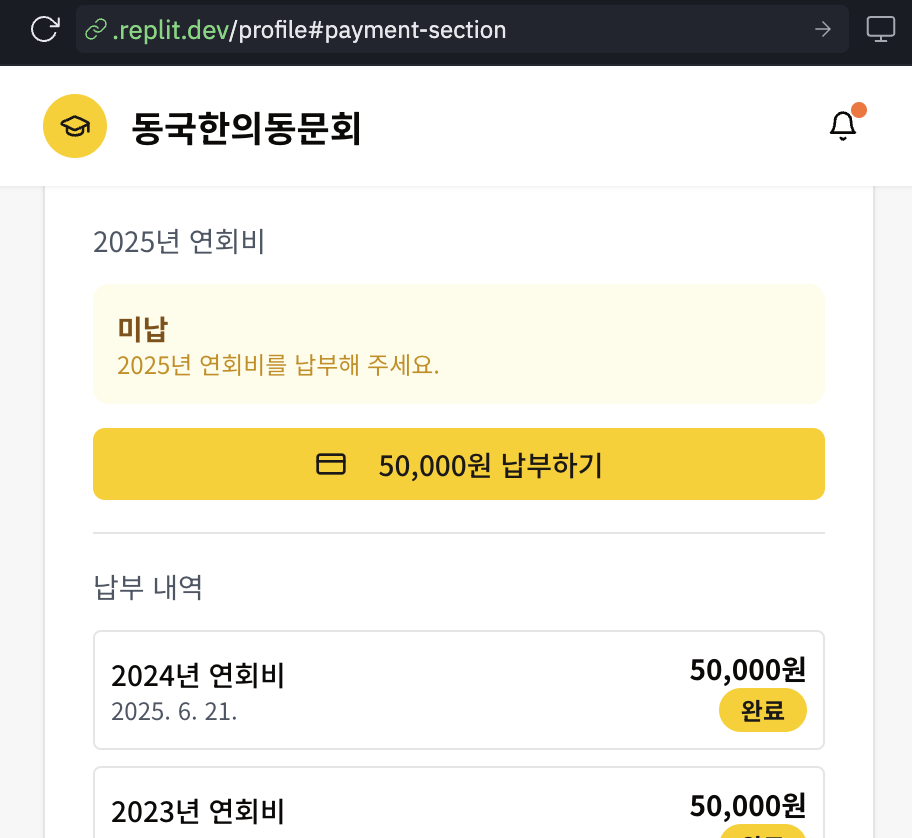 .replit.dev/profile#payment-section
동국한의동문회
2025년 연회비
미납
2025년 연회비를 납부해 주세요.
50,000원 납부하기
납부 내역
2024년 연회비
50,000원
2025. 6. 21.
완료
2023년 연회비
50,000원